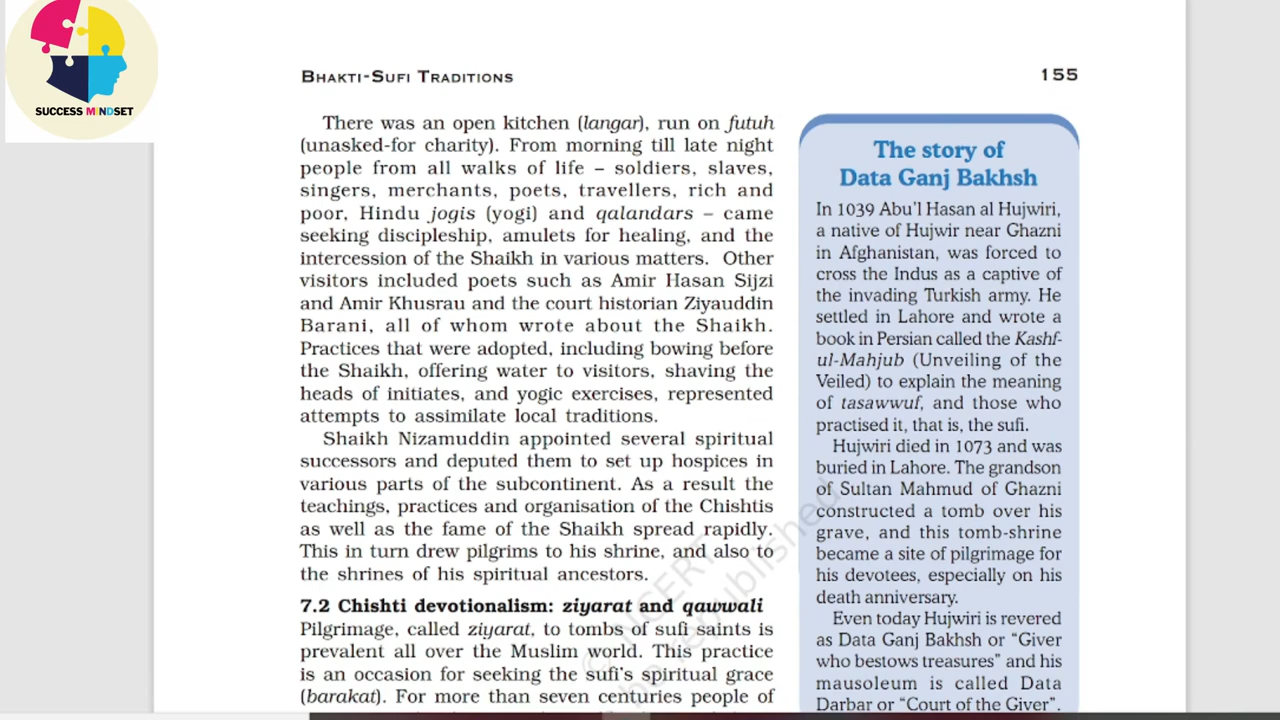 SUCCESS MINDSET
BHAKTI-SUFI TRADITIONS
155
There was an open kitchen (langar), run on futuh
(unasked-for charity). From morning till late night
people from all walks of life – soldiers, slaves,
singers, merchants, poets, travellers, rich and
poor, Hindu jogis (yogi) and qalandars – came
seeking discipleship, amulets for healing, and the
intercession of the Shaikh in various matters. Other
visitors included poets such as Amir Hasan Sijzi
and Amir Khusrau and the court historian Ziyauddin
Barani, all of whom wrote about the Shaikh.
Practices that were adopted, including bowing before
the Shaikh, offering water to visitors, shaving the
heads of initiates, and yogic exercises, represented
attempts to assimilate local traditions.
Shaikh Nizamuddin appointed several spiritual
successors and deputed them to set up hospices in
various parts of the subcontinent. As a result the
teachings, practices and organisation of the Chishtis
as well as the fame of the Shaikh spread rapidly.
This in turn drew pilgrims to his shrine, and also to
the shrines of his spiritual ancestors.
7.2 Chishti devotionalism: ziyarat and qawwali
Pilgrimage, called ziyarat, to tombs of sufi saints is
prevalent all over the Muslim world. This practice
is an occasion for seeking the sufi's spiritual grace
(barakat). For more than seven centuries people of
The story of
Data Ganj Bakhsh
In 1039 Abu'l Hasan al Hujwiri,
a native of Hujwir near Ghazni
in Afghanistan, was forced to
cross the Indus as a captive of
the invading Turkish army. He
settled in Lahore and wrote a
book in Persian called the Kashf-
ul-Mahjub (Unveiling of the
Veiled) to explain the meaning
of tasawwuf, and those who
practised it, that is, the sufi.
Hujwiri died in 1073 and was
buried in Lahore. The grandson
of Sultan Mahmud of Ghazni
constructed a tomb over his
grave, and this tomb-shrine
became a site of pilgrimage for
his devotees, especially on his
death anniversary.
Even today Hujwiri is revered
as Data Ganj Bakhsh or "Giver
who bestows treasures" and his
mausoleum is called Data
Darbar or "Court of the Giver".
© NCERT
be republished